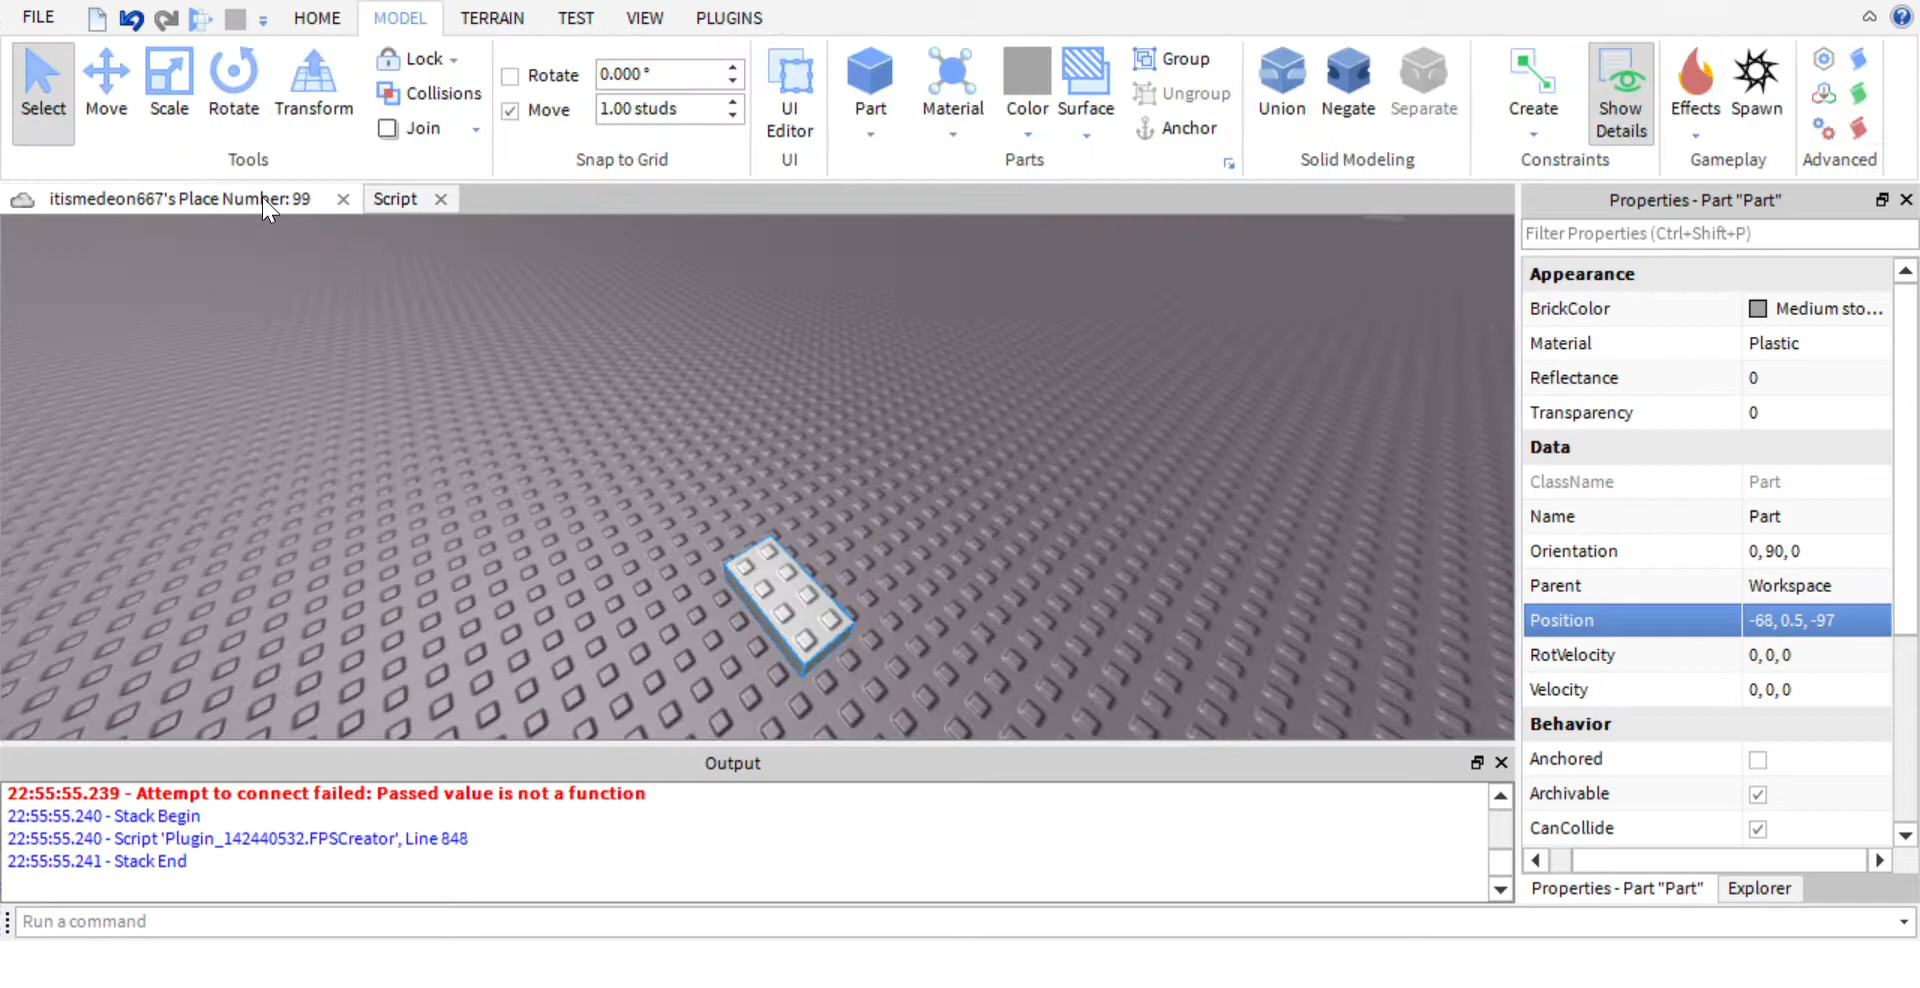 FILE
HOME
MODEL
TERRAIN
TEST
VIEW
PLUGINS
Select
Move
Scale
Rotate
Transform
Lock
Collisions
Join
Tools
Rotate
0.000 °
Move
1.00 studs
Snap to Grid
UI
Editor
UI
Part
Material
Color
Surface
Group
Ungroup
Anchor
Parts
Union
Negate
Separate
Solid Modeling
Create
Show
Details
Constraints
Effects
Spawn
Gameplay
Advanced
itismedeon667's Place Number: 99
Script
Properties - Part "Part"
Filter Properties (Ctrl+Shift+P)
Appearance
BrickColor Medium sto...
Material Plastic
Reflectance 0
Transparency 0
Data
ClassName Part
Name Part
Orientation 0, 90, 0
Parent Workspace
Position -68, 0.5, -97
RotVelocity 0, 0, 0
Velocity 0, 0, 0
Behavior
Anchored
Archivable
CanCollide
Properties - Part "Part"
Explorer
Output
22:55:55.239 - Attempt to connect failed: Passed value is not a function
22:55:55.240 - Stack Begin
22:55:55.240 - Script 'Plugin_142440532.FPSCreator', Line 848
22:55:55.241 - Stack End
Run a command